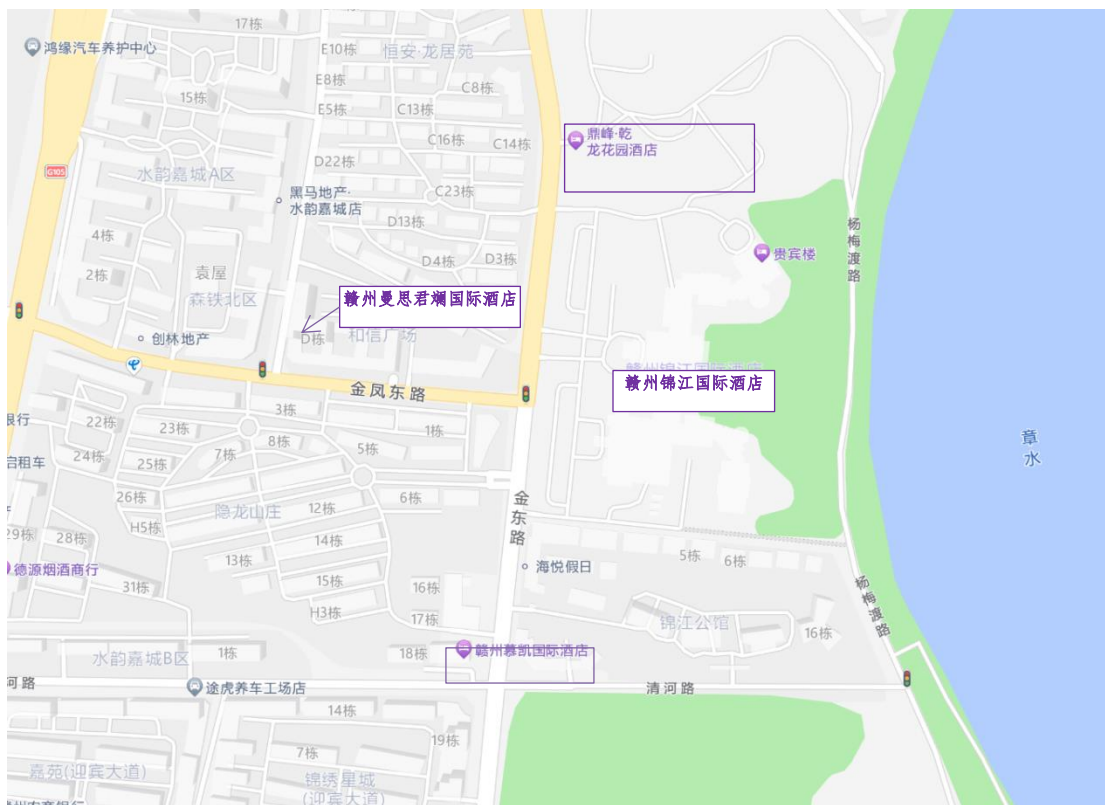 17栋
鸿缘汽车养护中心
E10栋
恒安·龙居苑
E8栋
C8栋
15栋
E5栋
C13栋
鼎峰·乾
龙花园酒店
C16栋
C14栋
G105
D22栋
水韵嘉城A区
黑马地产·
水韵嘉城店
C23栋
D13栋
杨梅渡路
4栋
D4栋
D3栋
贵宾楼
2栋
袁屋
森铁北区
赣州曼思君斓国际酒店
创林地产
D栋
和信广场
赣州锦江国际酒店
赣州锦江国际酒店
金凤东路
3栋
银行
22栋
23栋
1栋
8栋
5栋
章水
7栋
24栋
25栋
启租车
26栋
6栋
金东路
隐龙山庄
12栋
H5栋
29栋
28栋
14栋
13栋
5栋
6栋
海悦假日
德源烟酒商行
15栋
31栋
16栋
杨梅渡路
H3栋
17栋
锦江公馆
16栋
水韵嘉城B区
1栋
18栋
赣州慕凯国际酒店
河路
途虎养车工场店
清河路
14栋
19栋
7栋
嘉苑(迎宾大道)
锦绣星城
(迎宾大道)